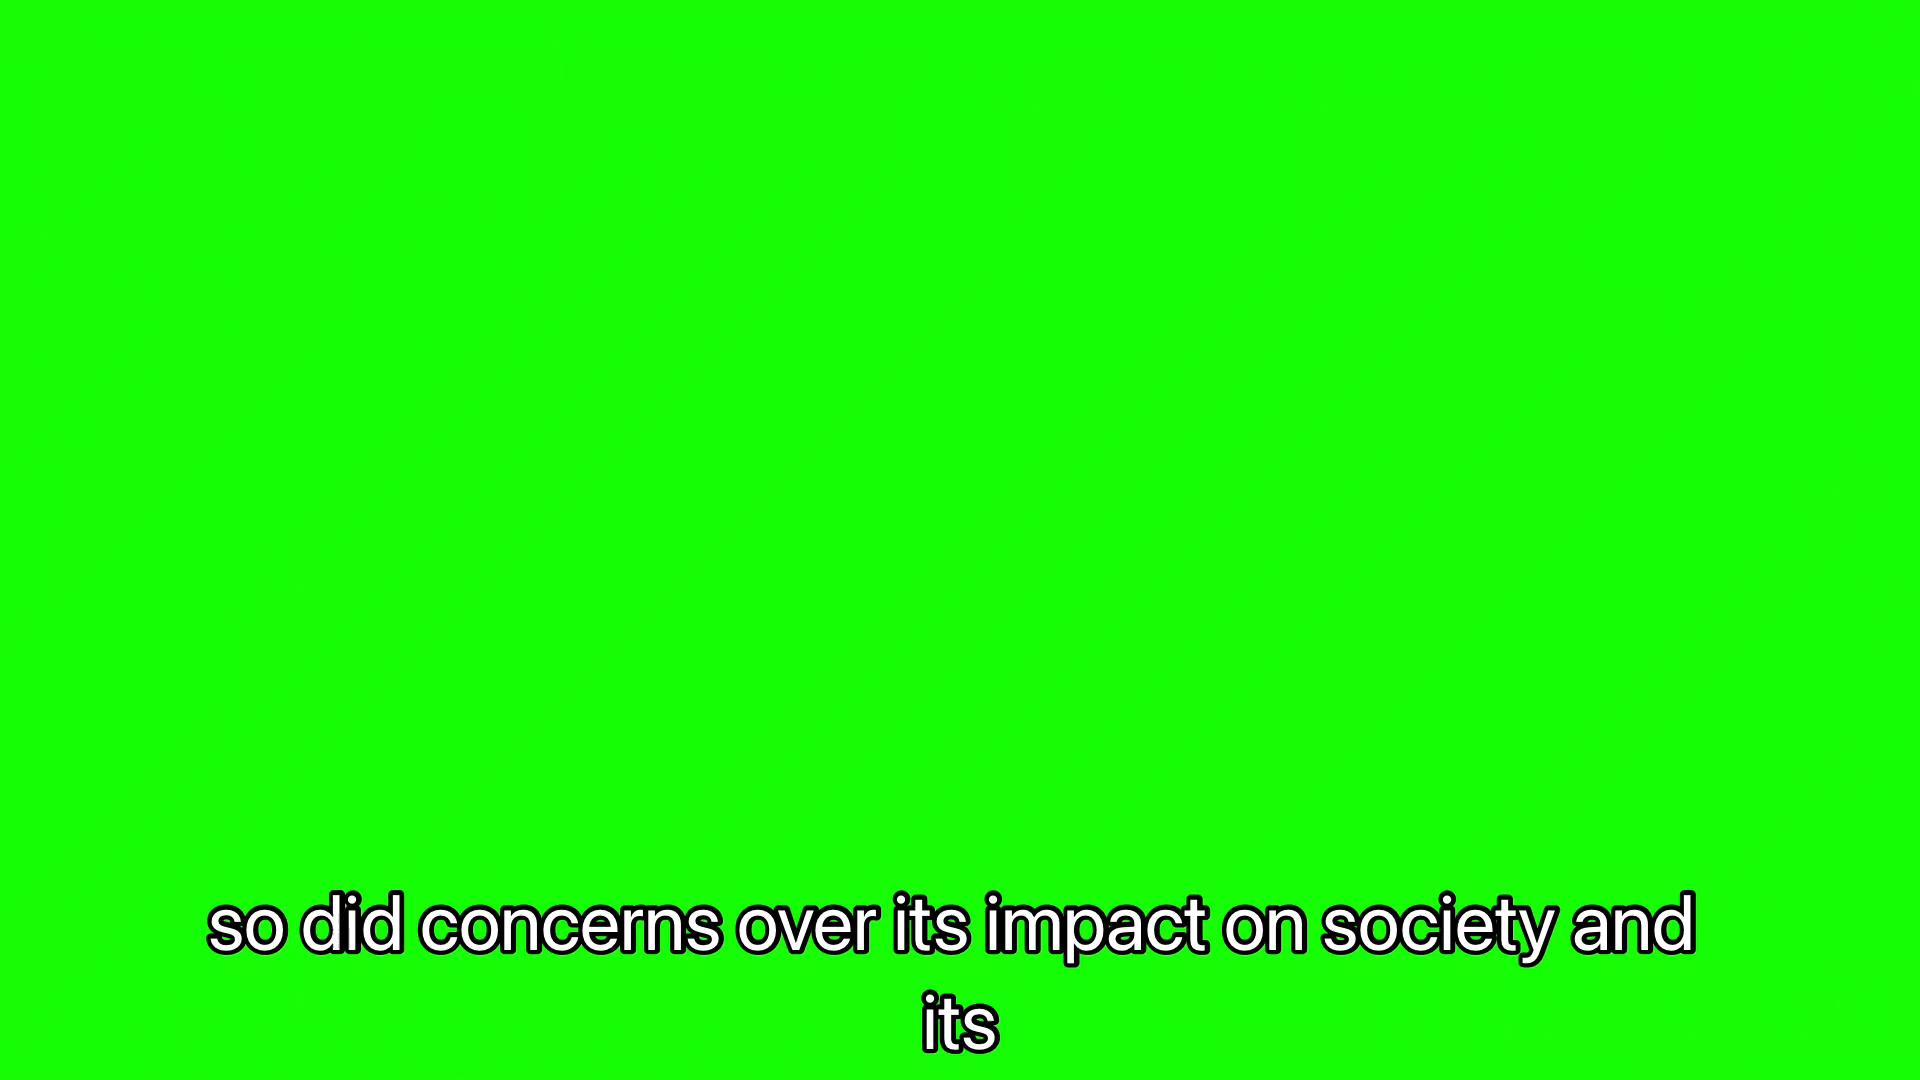 so did concerns over its impact on society and
its